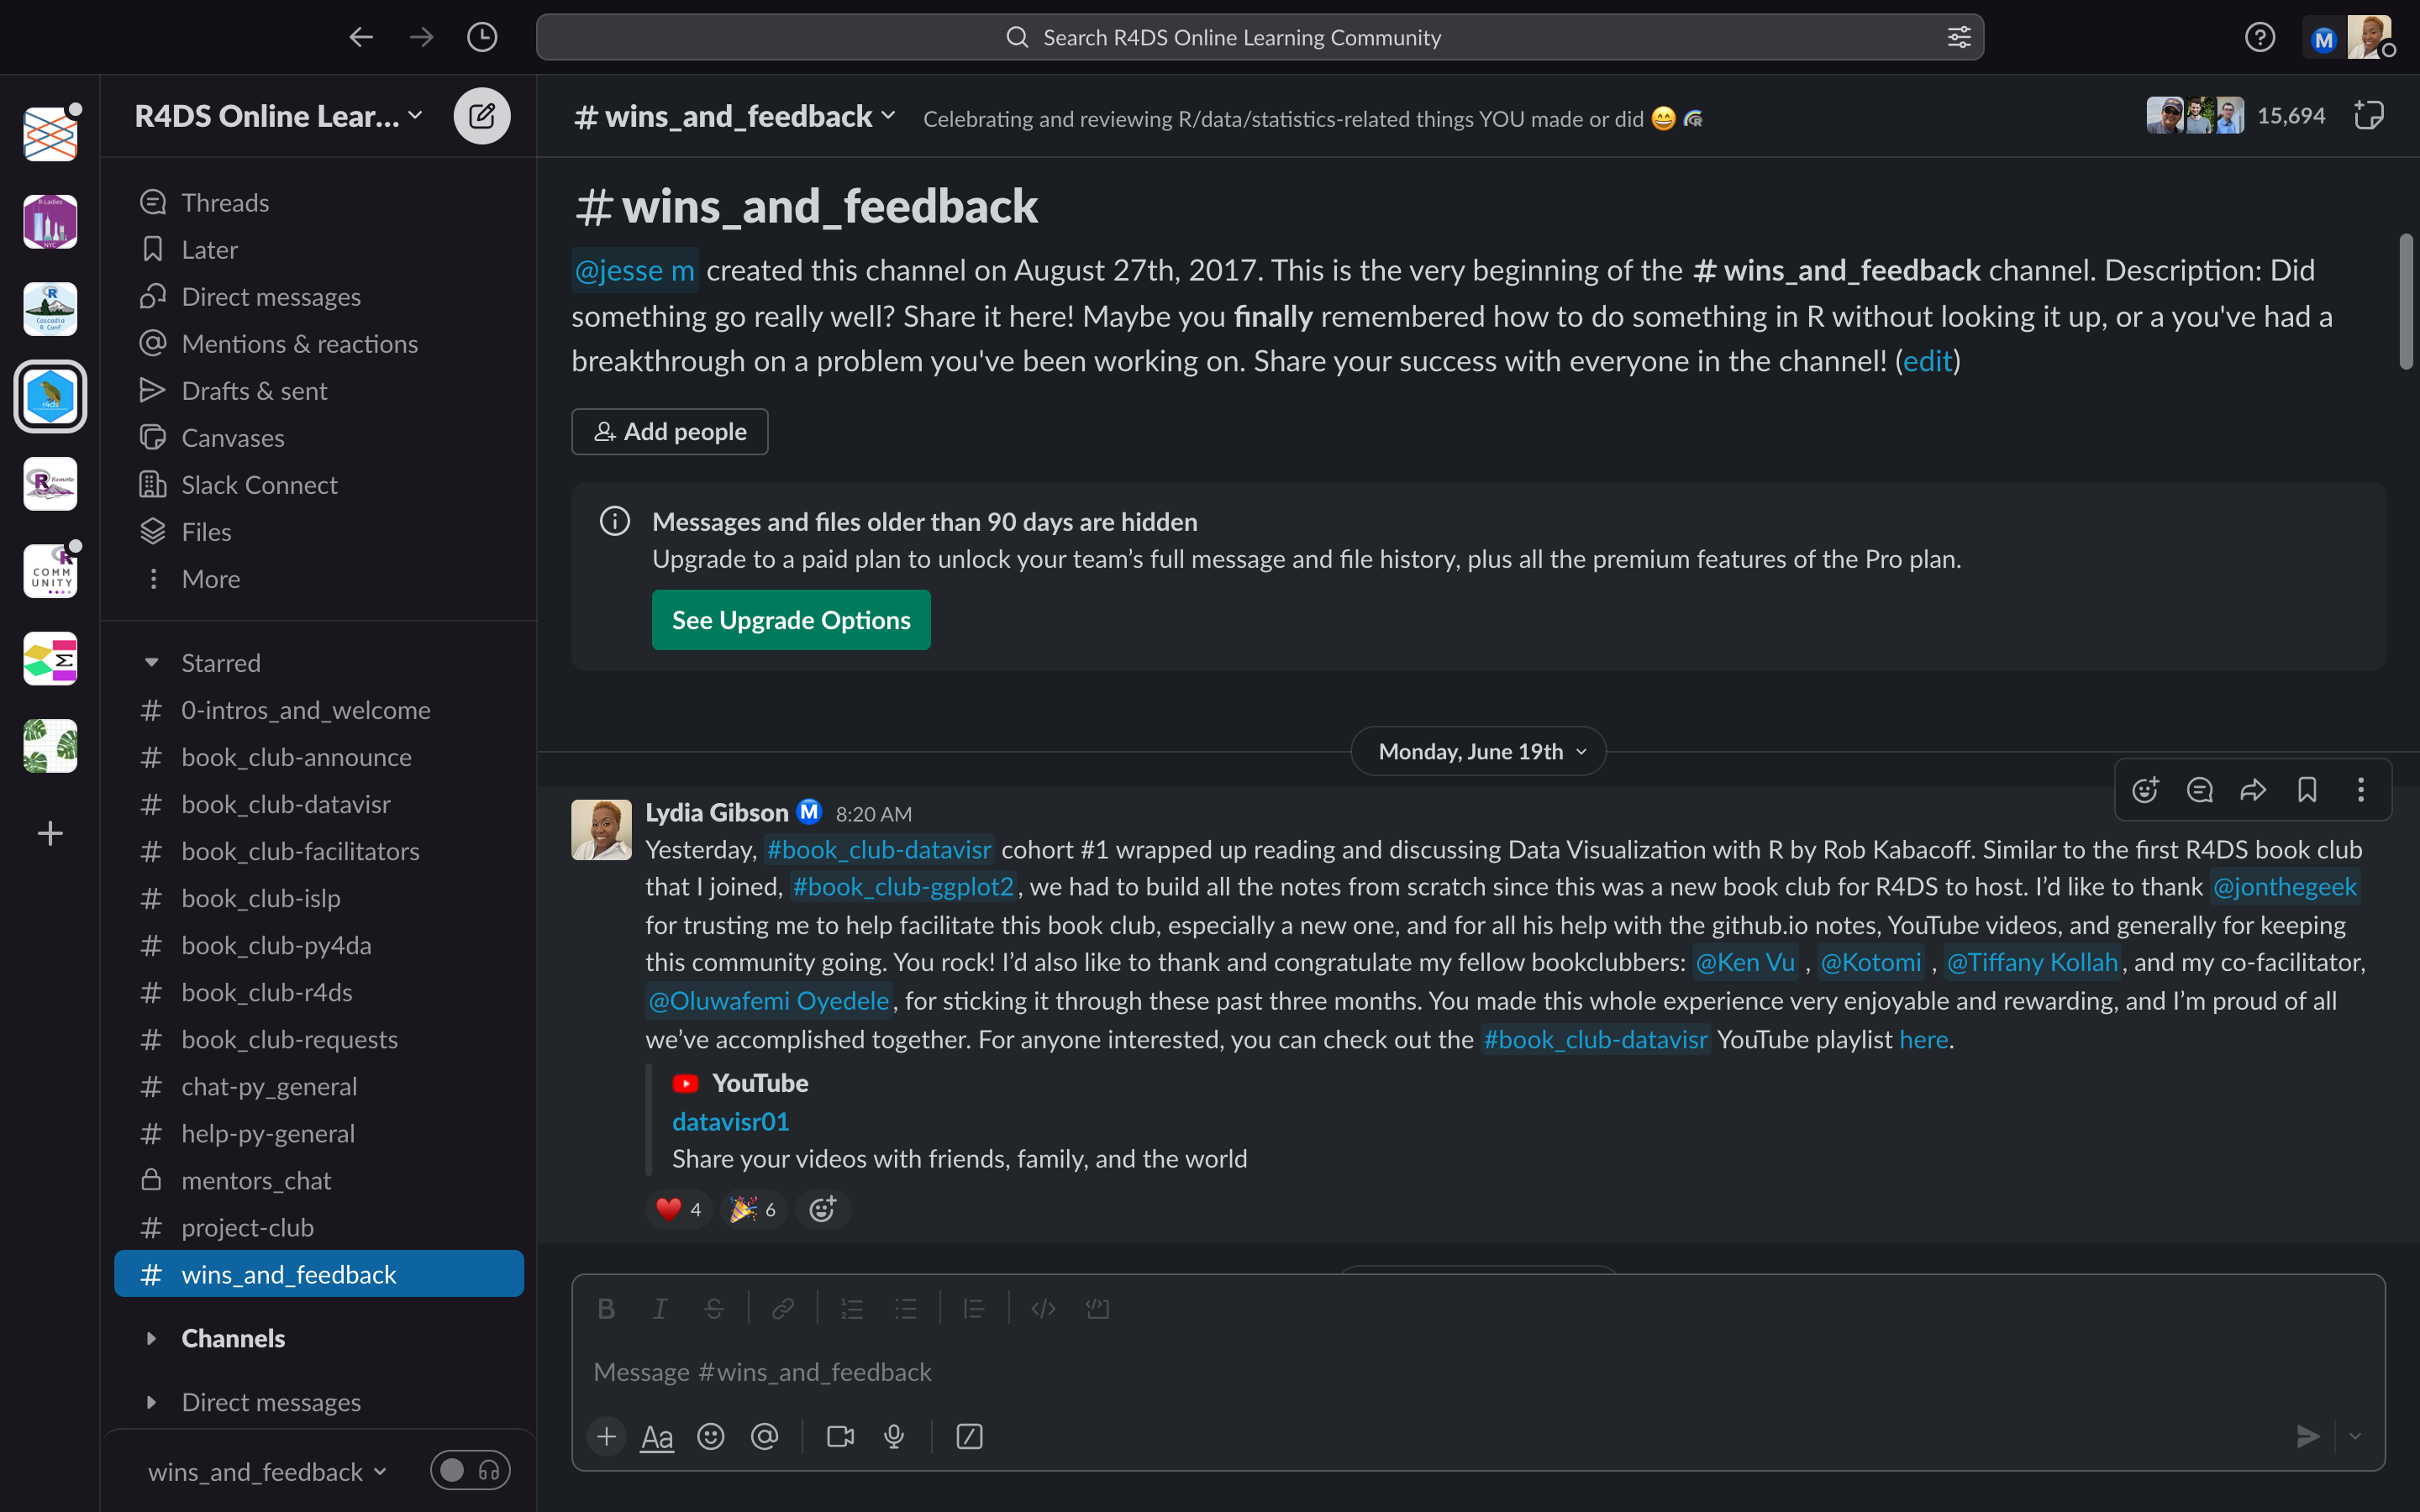 Search R4DS Online Learning Community
M
R-Ladies
NYC
R
Cascadia
R Conf
r4ds
R Remote
R
COMM
UNITY
Σ
R4DS Online Lear...
Threads
Later
Direct messages
Mentions & reactions
Drafts & sent
Canvases
Slack Connect
Files
More
Starred
# 0-intros_and_welcome
# book_club-announce
# book_club-datavisr
# book_club-facilitators
# book_club-islp
# book_club-py4da
# book_club-r4ds
# book_club-requests
# chat-py_general
# help-py-general
mentors_chat
# project-club
# wins_and_feedback
Channels
Direct messages
wins_and_feedback
# wins_and_feedback Celebrating and reviewing R/data/statistics-related things YOU made or did 😄
15,694
# wins_and_feedback
@jesse m created this channel on August 27th, 2017. This is the very beginning of the # wins_and_feedback channel. Description: Did
something go really well? Share it here! Maybe you finally remembered how to do something in R without looking it up, or a you've had a
breakthrough on a problem you've been working on. Share your success with everyone in the channel! (edit)
Add people
Messages and files older than 90 days are hidden
Upgrade to a paid plan to unlock your team’s full message and file history, plus all the premium features of the Pro plan.
See Upgrade Options
Monday, June 19th
Lydia Gibson M 8:20 AM
Yesterday, #book_club-datavisr cohort #1 wrapped up reading and discussing Data Visualization with R by Rob Kabacoff. Similar to the first R4DS book club
that I joined, #book_club-ggplot2, we had to build all the notes from scratch since this was a new book club for R4DS to host. I’d like to thank @jonthegeek
for trusting me to help facilitate this book club, especially a new one, and for all his help with the github.io notes, YouTube videos, and generally for keeping
this community going. You rock! I’d also like to thank and congratulate my fellow bookclubbers: @Ken Vu , @Kotomi , @Tiffany Kollah, and my co-facilitator,
@Oluwafemi Oyedele, for sticking it through these past three months. You made this whole experience very enjoyable and rewarding, and I’m proud of all
we’ve accomplished together. For anyone interested, you can check out the #book_club-datavisr YouTube playlist here.
YouTube
datavisr01
Share your videos with friends, family, and the world
❤️ 4 🎉 6
B I S
Message #wins_and_feedback
Aa